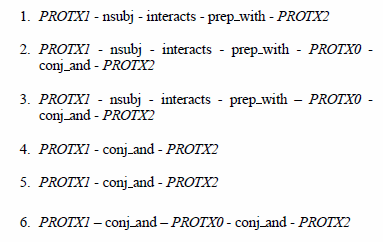 1. PROTX1 - nsubj - interacts - prep_with - PROTX2
2. PROTX1 - nsubj - interacts - prep_with - PROTX0 -
conj_and - PROTX2
3. PROTX1 - nsubj - interacts - prep_with – PROTX0 -
conj_and - PROTX2
4. PROTX1 - conj_and - PROTX2
5. PROTX1 - conj_and - PROTX2
6. PROTX1 – conj_and – PROTX0 - conj_and - PROTX2